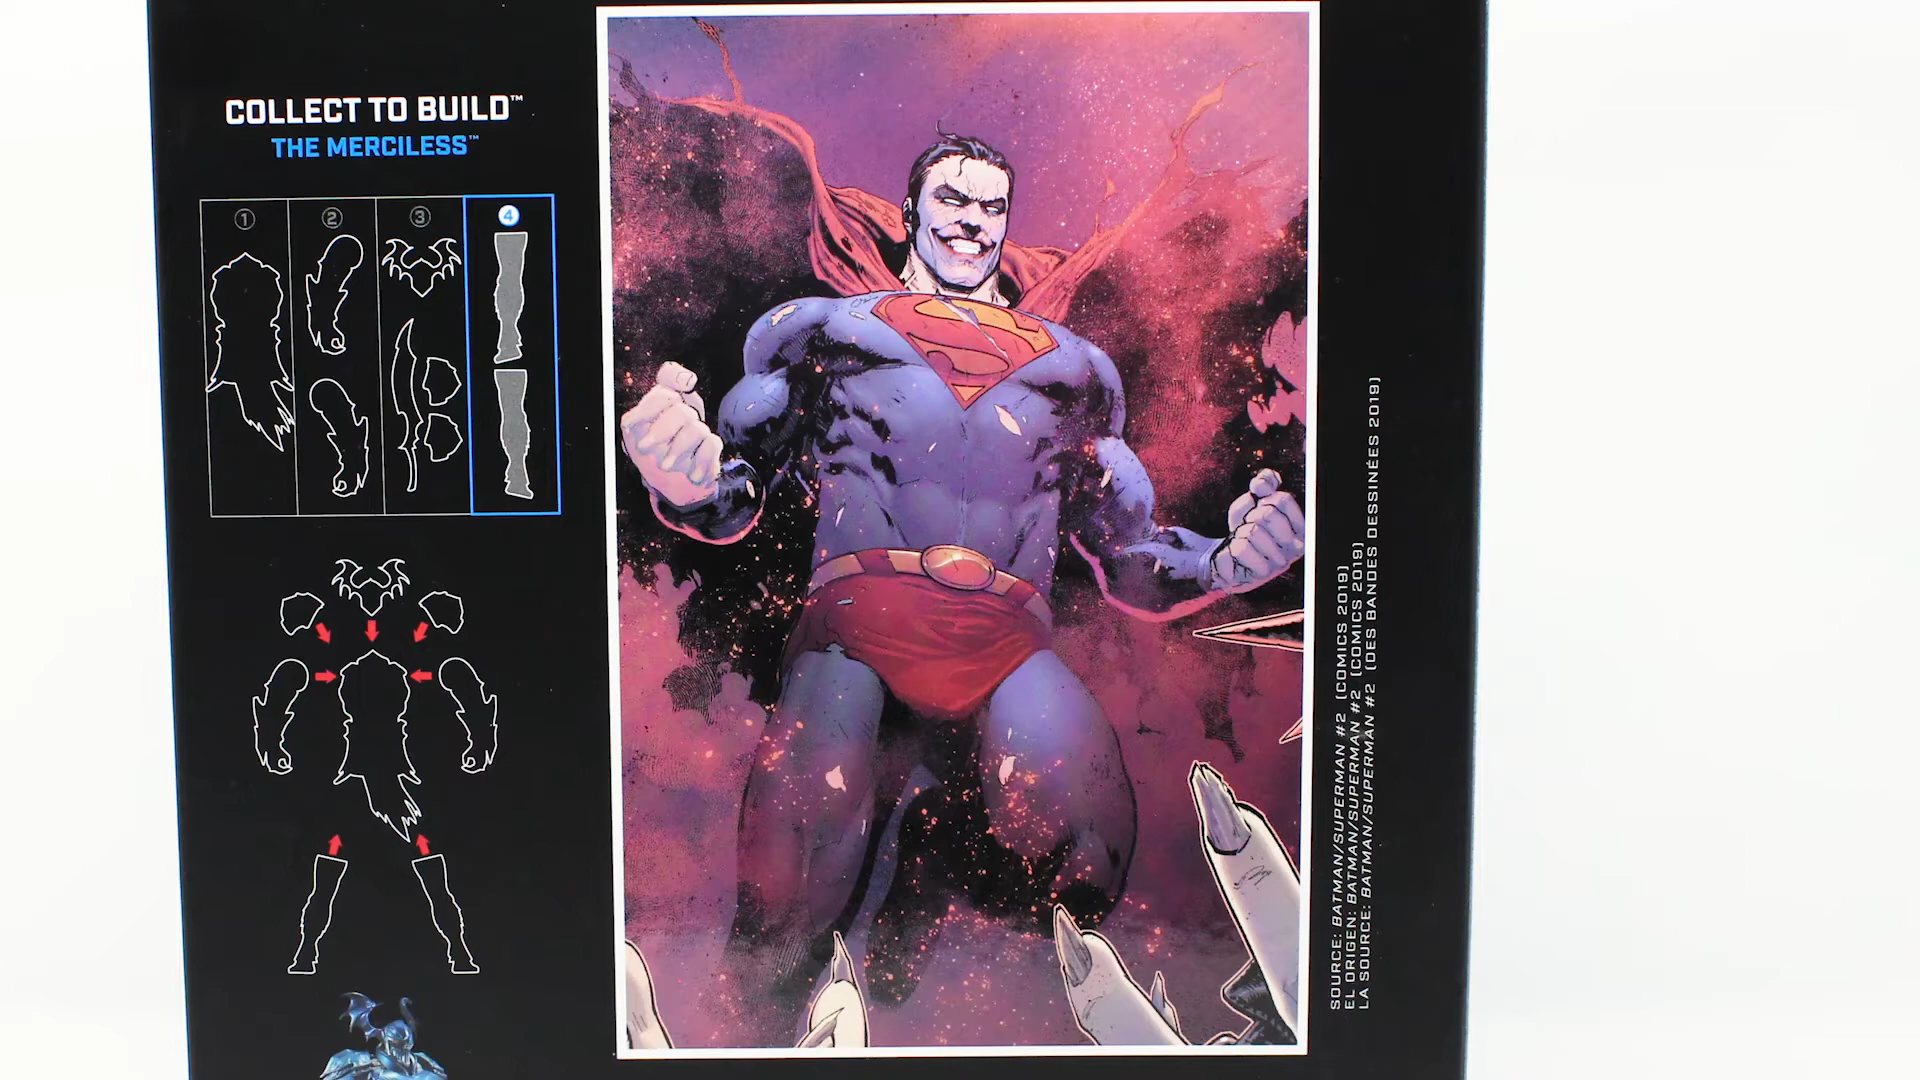 COLLECT TO BUILD™
THE MERCILESS™
1
2
3
4
SOURCE: BATMAN/SUPERMAN #2 (COMICS 2019)
EL ORIGEN: BATMAN/SUPERMAN #2 (COMICS 2019)
LA SOURCE: BATMAN/SUPERMAN #2 (DES BANDES DESSINÉES 2019)